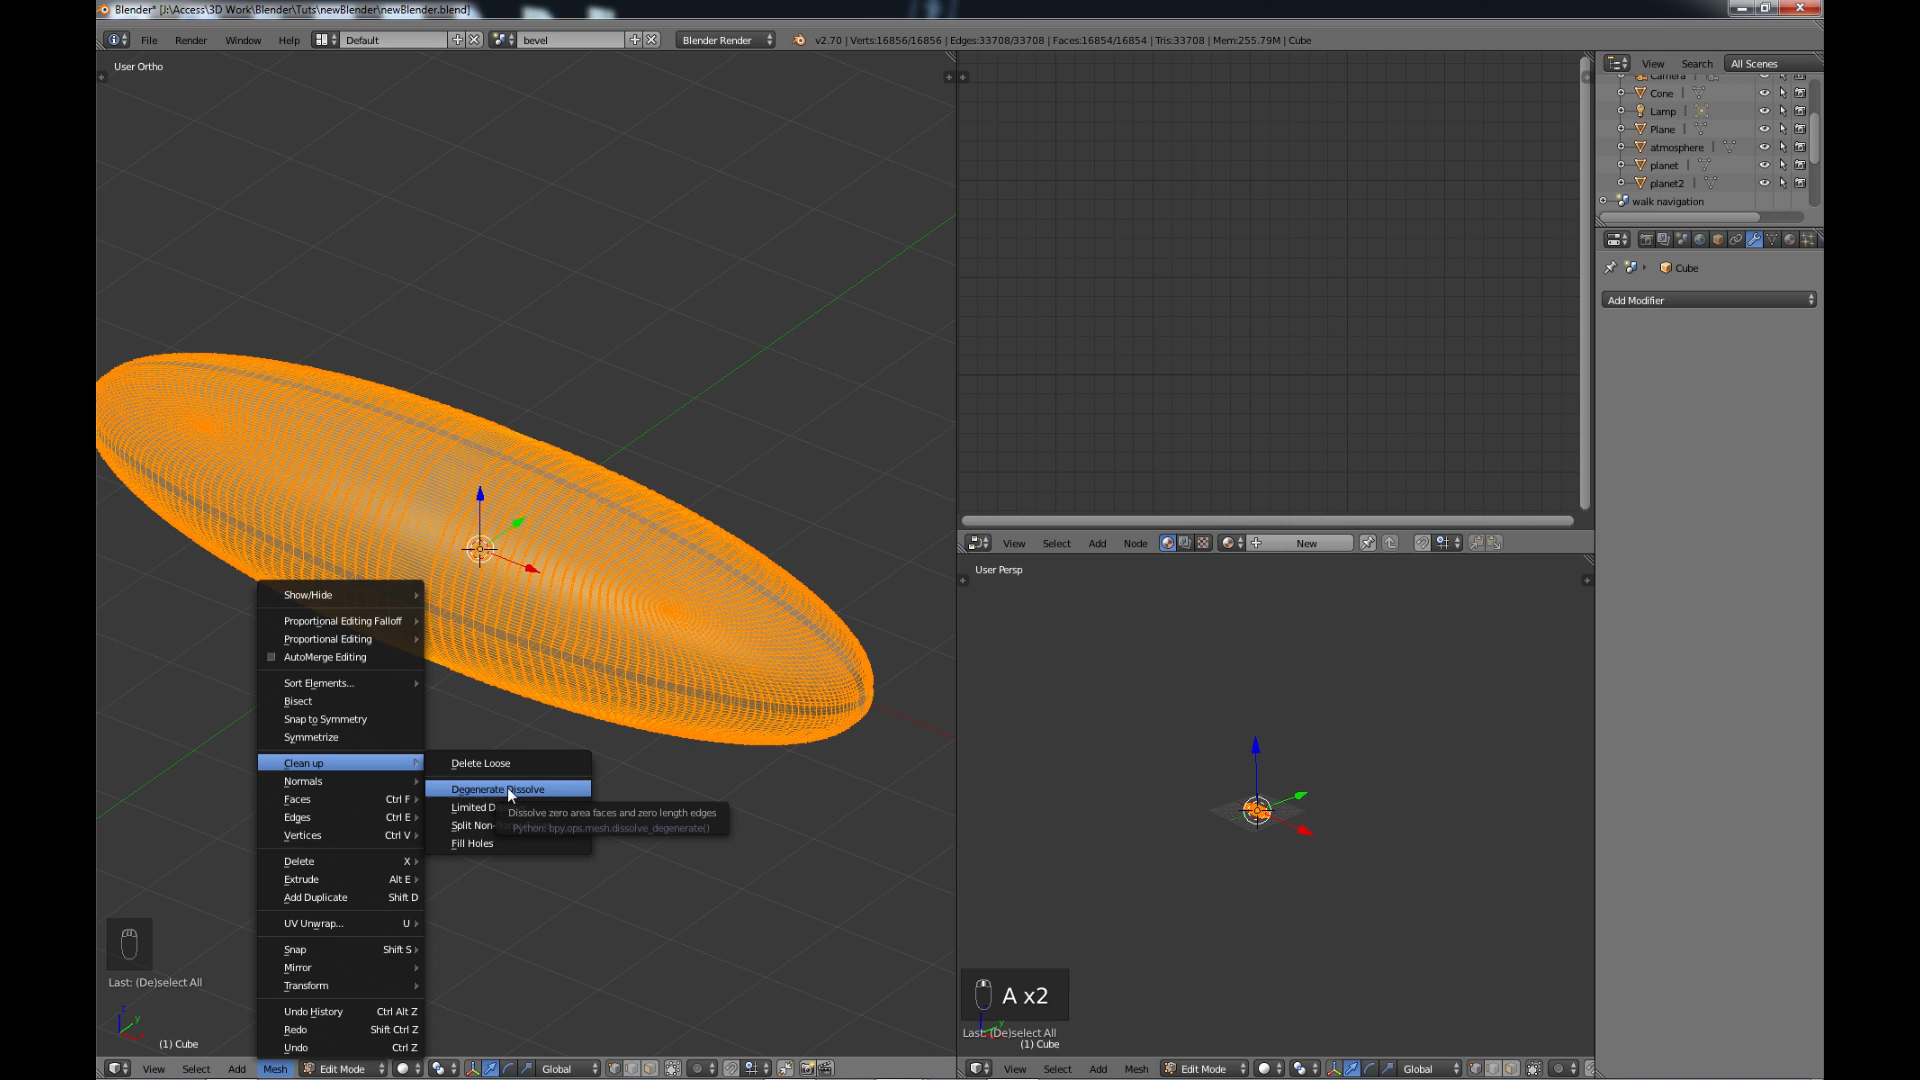 Blender* [J:\Access\3D Work\Blender\Tuts\newBlender\newBlender.blend]
File Render Window Help Default bevel Blender Render v2.70 | Verts:16856/16856 | Edges:33708/33708 | Faces:16854/16854 | Tris:33708 | Mem:255.79M | Cube
User Ortho
View Search All Scenes
Camera
Cone
Lamp
Plane
atmosphere
planet
planet2
walk navigation
Cube
Add Modifier
View Select Add Node New
User Persp
Show/Hide
Proportional Editing Falloff
Proportional Editing
AutoMerge Editing
Sort Elements...
Bisect
Snap to Symmetry
Symmetrize
Clean up
Normals
Faces Ctrl F
Edges Ctrl E
Vertices Ctrl V
Delete X
Extrude Alt E
Add Duplicate Shift D
UV Unwrap... U
Snap Shift S
Mirror
Transform
Undo History Ctrl Alt Z
Redo Shift Ctrl Z
Undo Ctrl Z
Delete Loose
Degenerate Dissolve
Limited D
Split Non-
Fill Holes
Dissolve zero area faces and zero length edges
Python: bpy.ops.mesh.dissolve_degenerate()
Last: (De)select All
(1) Cube
A x2
Last: (De)select All
(1) Cube
View Select Add Mesh Edit Mode Global
View Select Add Mesh Edit Mode Global